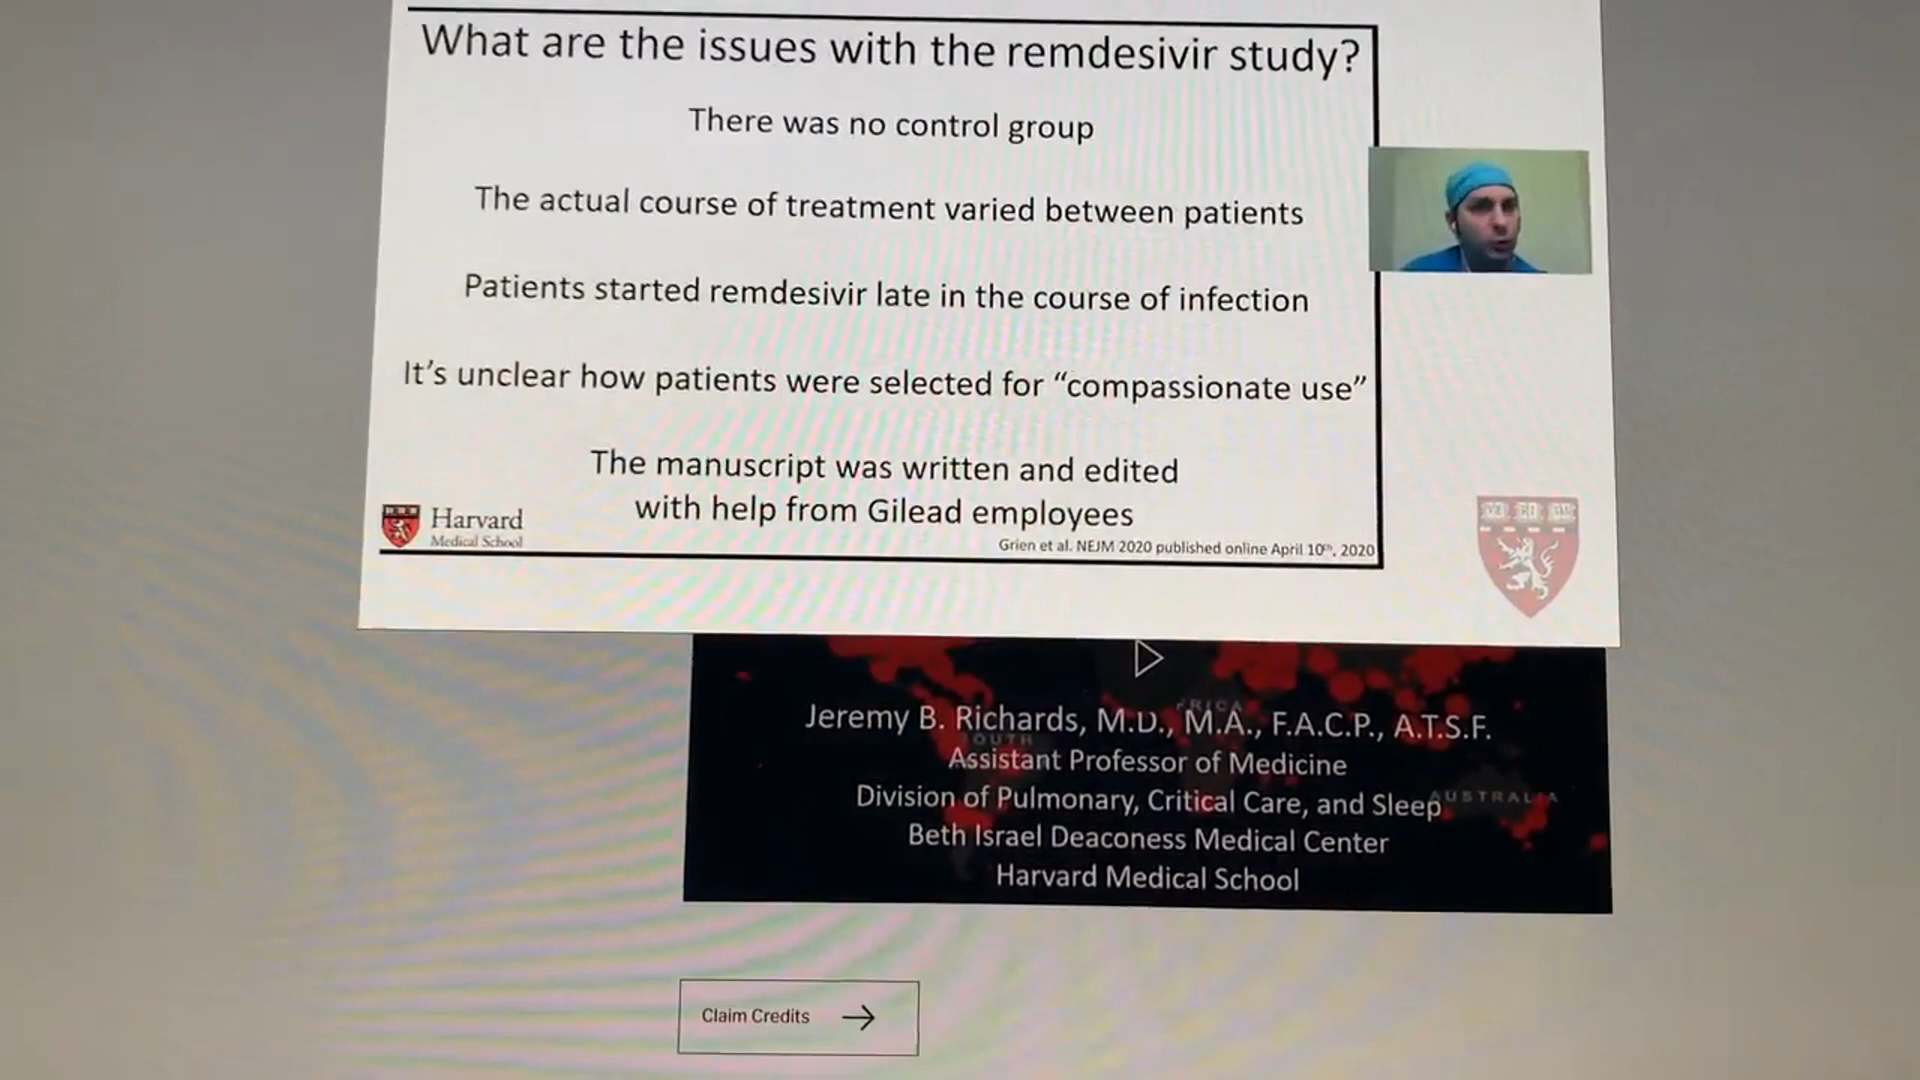 What are the issues with the remdesivir study?
There was no control group
The actual course of treatment varied between patients
Patients started remdesivir late in the course of infection
It's unclear how patients were selected for “compassionate use”
The manuscript was written and edited
with help from Gilead employees
Harvard
Medical School
Grien et al. NEJM 2020 published online April 10th, 2020
VE RI TAS
Jeremy B. Richards, M.D., M.A., F.A.C.P., A.T.S.F.
Assistant Professor of Medicine
Division of Pulmonary, Critical Care, and Sleep
AUSTRALIA
Beth Israel Deaconess Medical Center
Harvard Medical School
Claim Credits